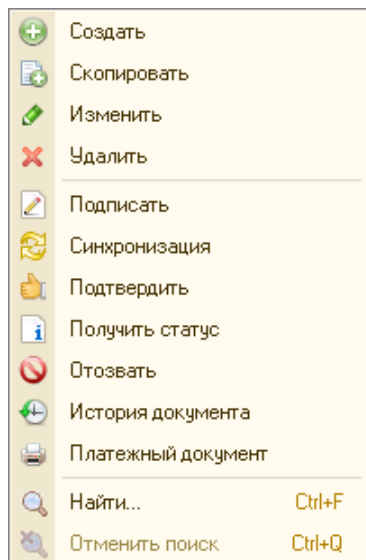 Создать
Скопировать
Изменить
Удалить
Подписать
Синхронизация
Подтвердить
Получить статус
Отозвать
История документа
Платежный документ
Найти... Ctrl+F
Отменить поиск Ctrl+Q